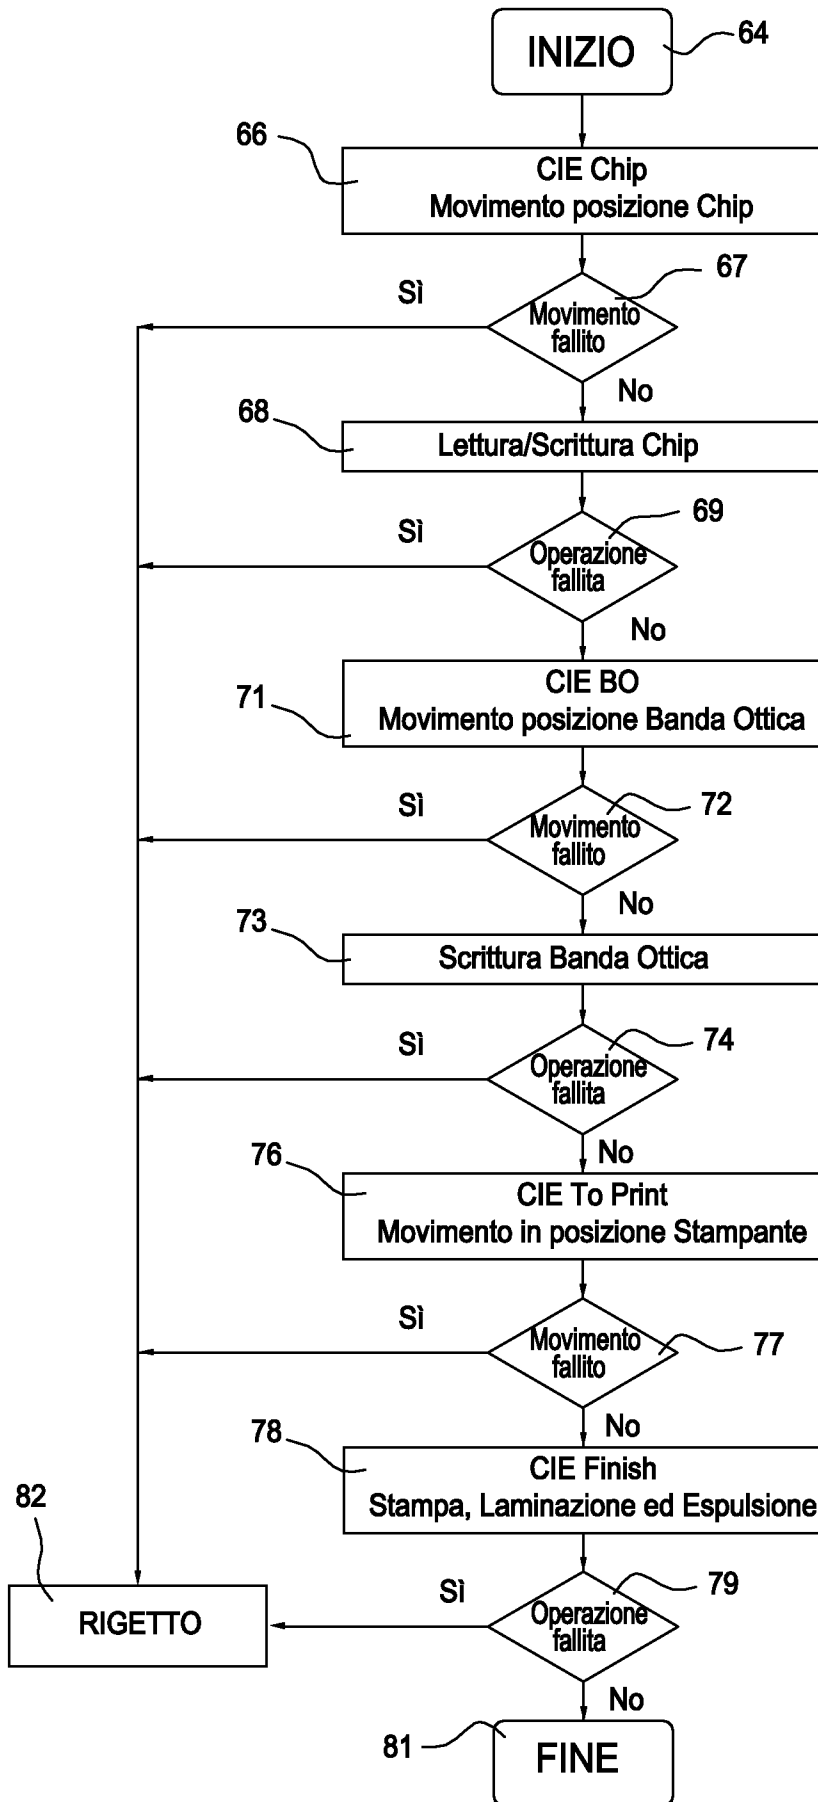 INIZIO
64
66
CIE Chip
Movimento posizione Chip
67
Sì
Movimento
fallito
No
68
Lettura/Scrittura Chip
69
Sì
Operazione
fallita
No
71
CIE BO
Movimento posizione Banda Ottica
72
Sì
Movimento
fallito
No
73
Scrittura Banda Ottica
74
Sì
Operazione
fallita
No
76
CIE To Print
Movimento in posizione Stampante
Sì
Movimento
fallito
77
No
78
CIE Finish
Stampa, Laminazione ed Espulsione
82
79
Sì
RIGETTO
Operazione
fallita
No
81
FINE